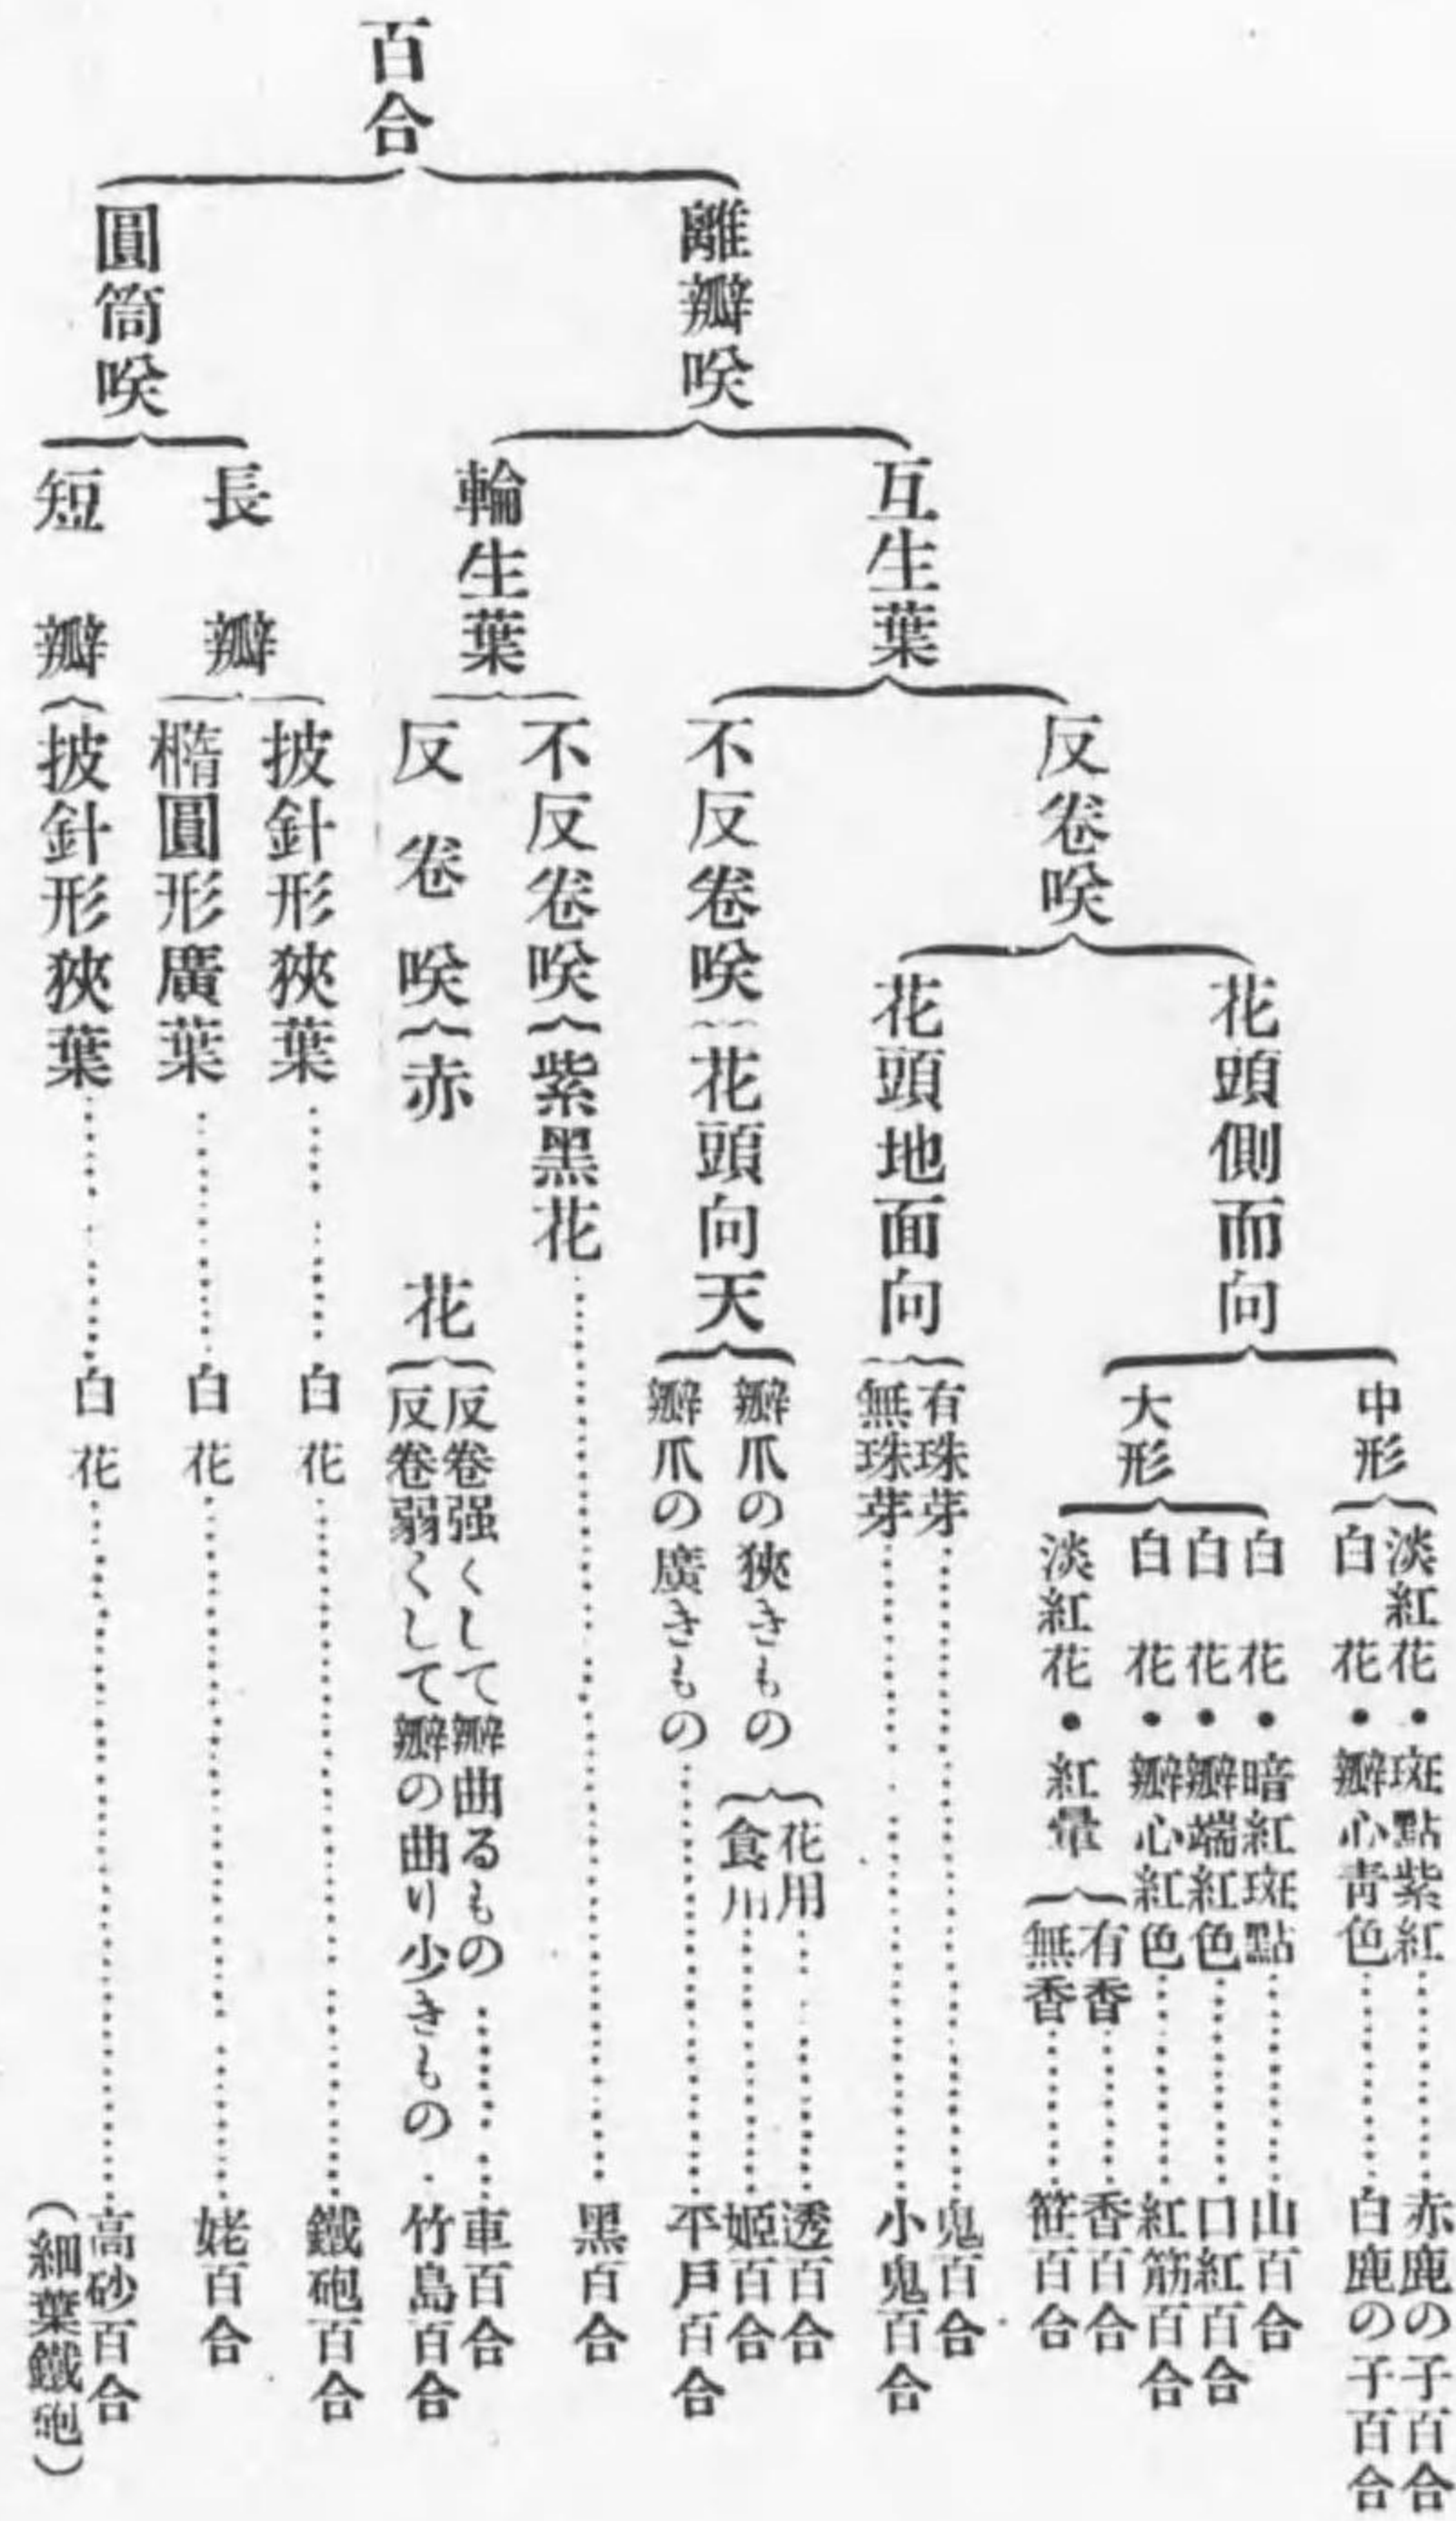 百合
離瓣咲
互生葉
反卷咲
花頭側面向
中形
淡紅花・斑點紫紅………赤鹿の子百合
白花・瓣心青色………白鹿の子百合
大形
白花・暗紅斑點………山百合
白花・瓣端紅色………口紅百合
白花・瓣心紅色………紅筋百合
淡紅花・紅暈
有香………香百合
無香………笹百合
花頭地面向
有珠芽………鬼百合
無珠芽………小鬼百合
不反卷咲
花頭向天
瓣爪の狹きもの
花用………透百合
食用………姬百合
瓣爪の廣きもの………平戸百合
輪生葉
不反卷咲
紫黑花………黑百合
反卷咲
赤花
反卷强くして瓣曲るもの………車百合
反卷弱くして瓣の曲り少きもの・竹島百合
圓筒咲
長瓣
披針形狹葉………白花………鐵砲百合
橢圓形廣葉………白花………姥百合
短瓣
披針形狹葉………白花………高砂百合
(細葉鐵砲)